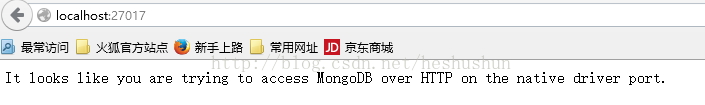 localhost:27017
最常访问 火狐官方站点 新手上路 常用网址 JD 京东商城
http://blog.csdn.net/heshushun
It looks like you are trying to access MongoDB over HTTP on the native driver port.